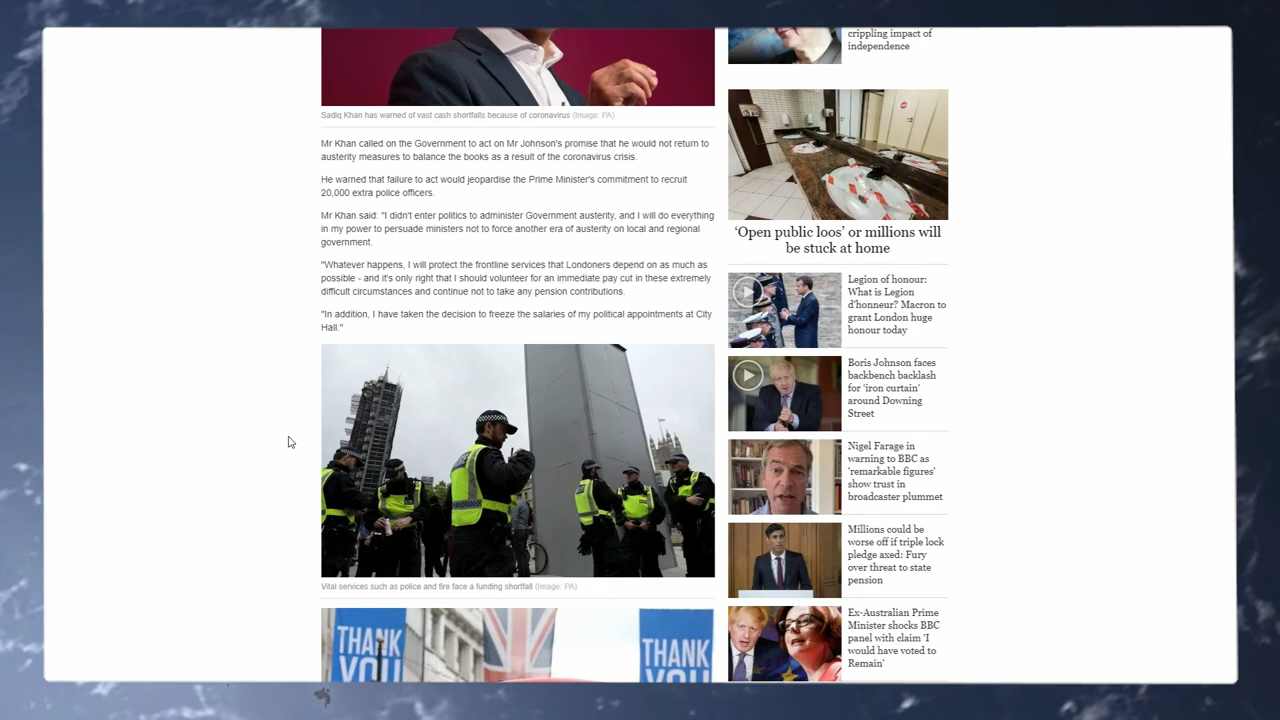 Sadiq Khan has warned of vast cash shortfalls because of coronavirus (Image: PA)
Mr Khan called on the Government to act on Mr Johnson's promise that he would not return to
austerity measures to balance the books as a result of the coronavirus crisis.
He warned that failure to act would jeopardise the Prime Minister's commitment to recruit
20,000 extra police officers.
Mr Khan said: "I didn't enter politics to administer Government austerity, and I will do everything
in my power to persuade ministers not to force another era of austerity on local and regional
government.
"Whatever happens, I will protect the frontline services that Londoners depend on as much as
possible - and it's only right that I should volunteer for an immediate pay cut in these extremely
difficult circumstances and continue not to take any pension contributions.
"In addition, I have taken the decision to freeze the salaries of my political appointments at City
Hall."
Vital services such as police and fire face a funding shortfall (Image: PA)
THANK
YOU
THANK
YOU
crippling impact of
independence
‘Open public loos’ or millions will
be stuck at home
Legion of honour:
What is Legion
d'honneur? Macron to
grant London huge
honour today
Boris Johnson faces
backbench backlash
for ‘iron curtain’
around Downing
Street
Nigel Farage in
warning to BBC as
'remarkable figures'
show trust in
broadcaster plummet
Millions could be
worse off if triple lock
pledge axed: Fury
over threat to state
pension
Ex-Australian Prime
Minister shocks BBC
panel with claim 'I
would have voted to
Remain'